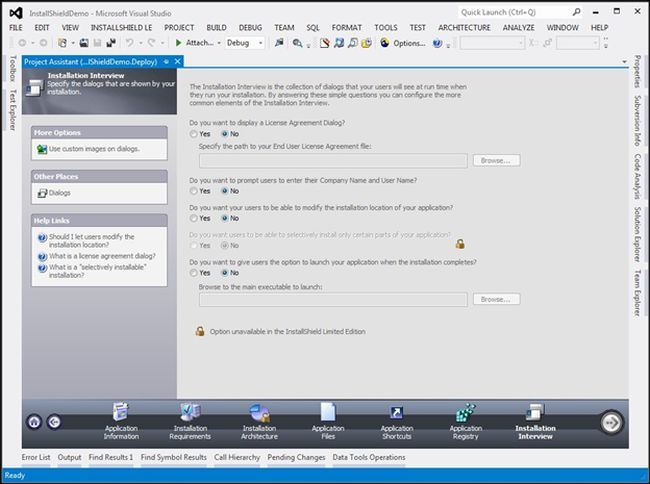 InstallShieldDemo - Microsoft Visual Studio
Quick Launch (Ctrl+Q)
FILE EDIT VIEW INSTALLSHIELD LE PROJECT BUILD DEBUG TEAM SQL TOOLS TEST ARCHITECTURE ANALYZE WINDOW HELP
Attach... Debug Options...
Toolbox
Test Explorer
Project Assistant (...lShieldDemo.Deploy)
Installation Interview
Specify the dialogs that are shown by your installation.
More Options
Use custom images on dialogs.
Other Places
Dialogs
Help Links
Should I let users modify the installation location?
What is a license agreement dialog?
What is a "selectively installable" installation?
The Installation Interview is the collection of dialogs that your users will see at run time when
they run your installation. By answering these simple questions you can configure the more
common elements of the Installation Interview.
Do you want to display a License Agreement Dialog?
Yes No
Specify the path to your End User License Agreement file:
Browse...
Do you want to prompt users to enter their Company Name and User Name?
Yes No
Do you want your users to be able to modify the installation location of your application?
Yes No
Do you want users to be able to selectively install only certain parts of your application?
Yes No
Do you want to give users the option to launch your application when the installation completes?
Yes No
Browse to the main executable to launch:
Browse...
Option unavailable in the InstallShield Limited Edition
Properties
Subversion Info
Code Analysis
Solution Explorer
Team Explorer
Application Information
Installation Requirements
Installation Architecture
Application Files
Application Shortcuts
Application Registry
Installation Interview
Error List Output Find Results 1 Find Symbol Results Call Hierarchy Pending Changes Data Tools Operations
Ready